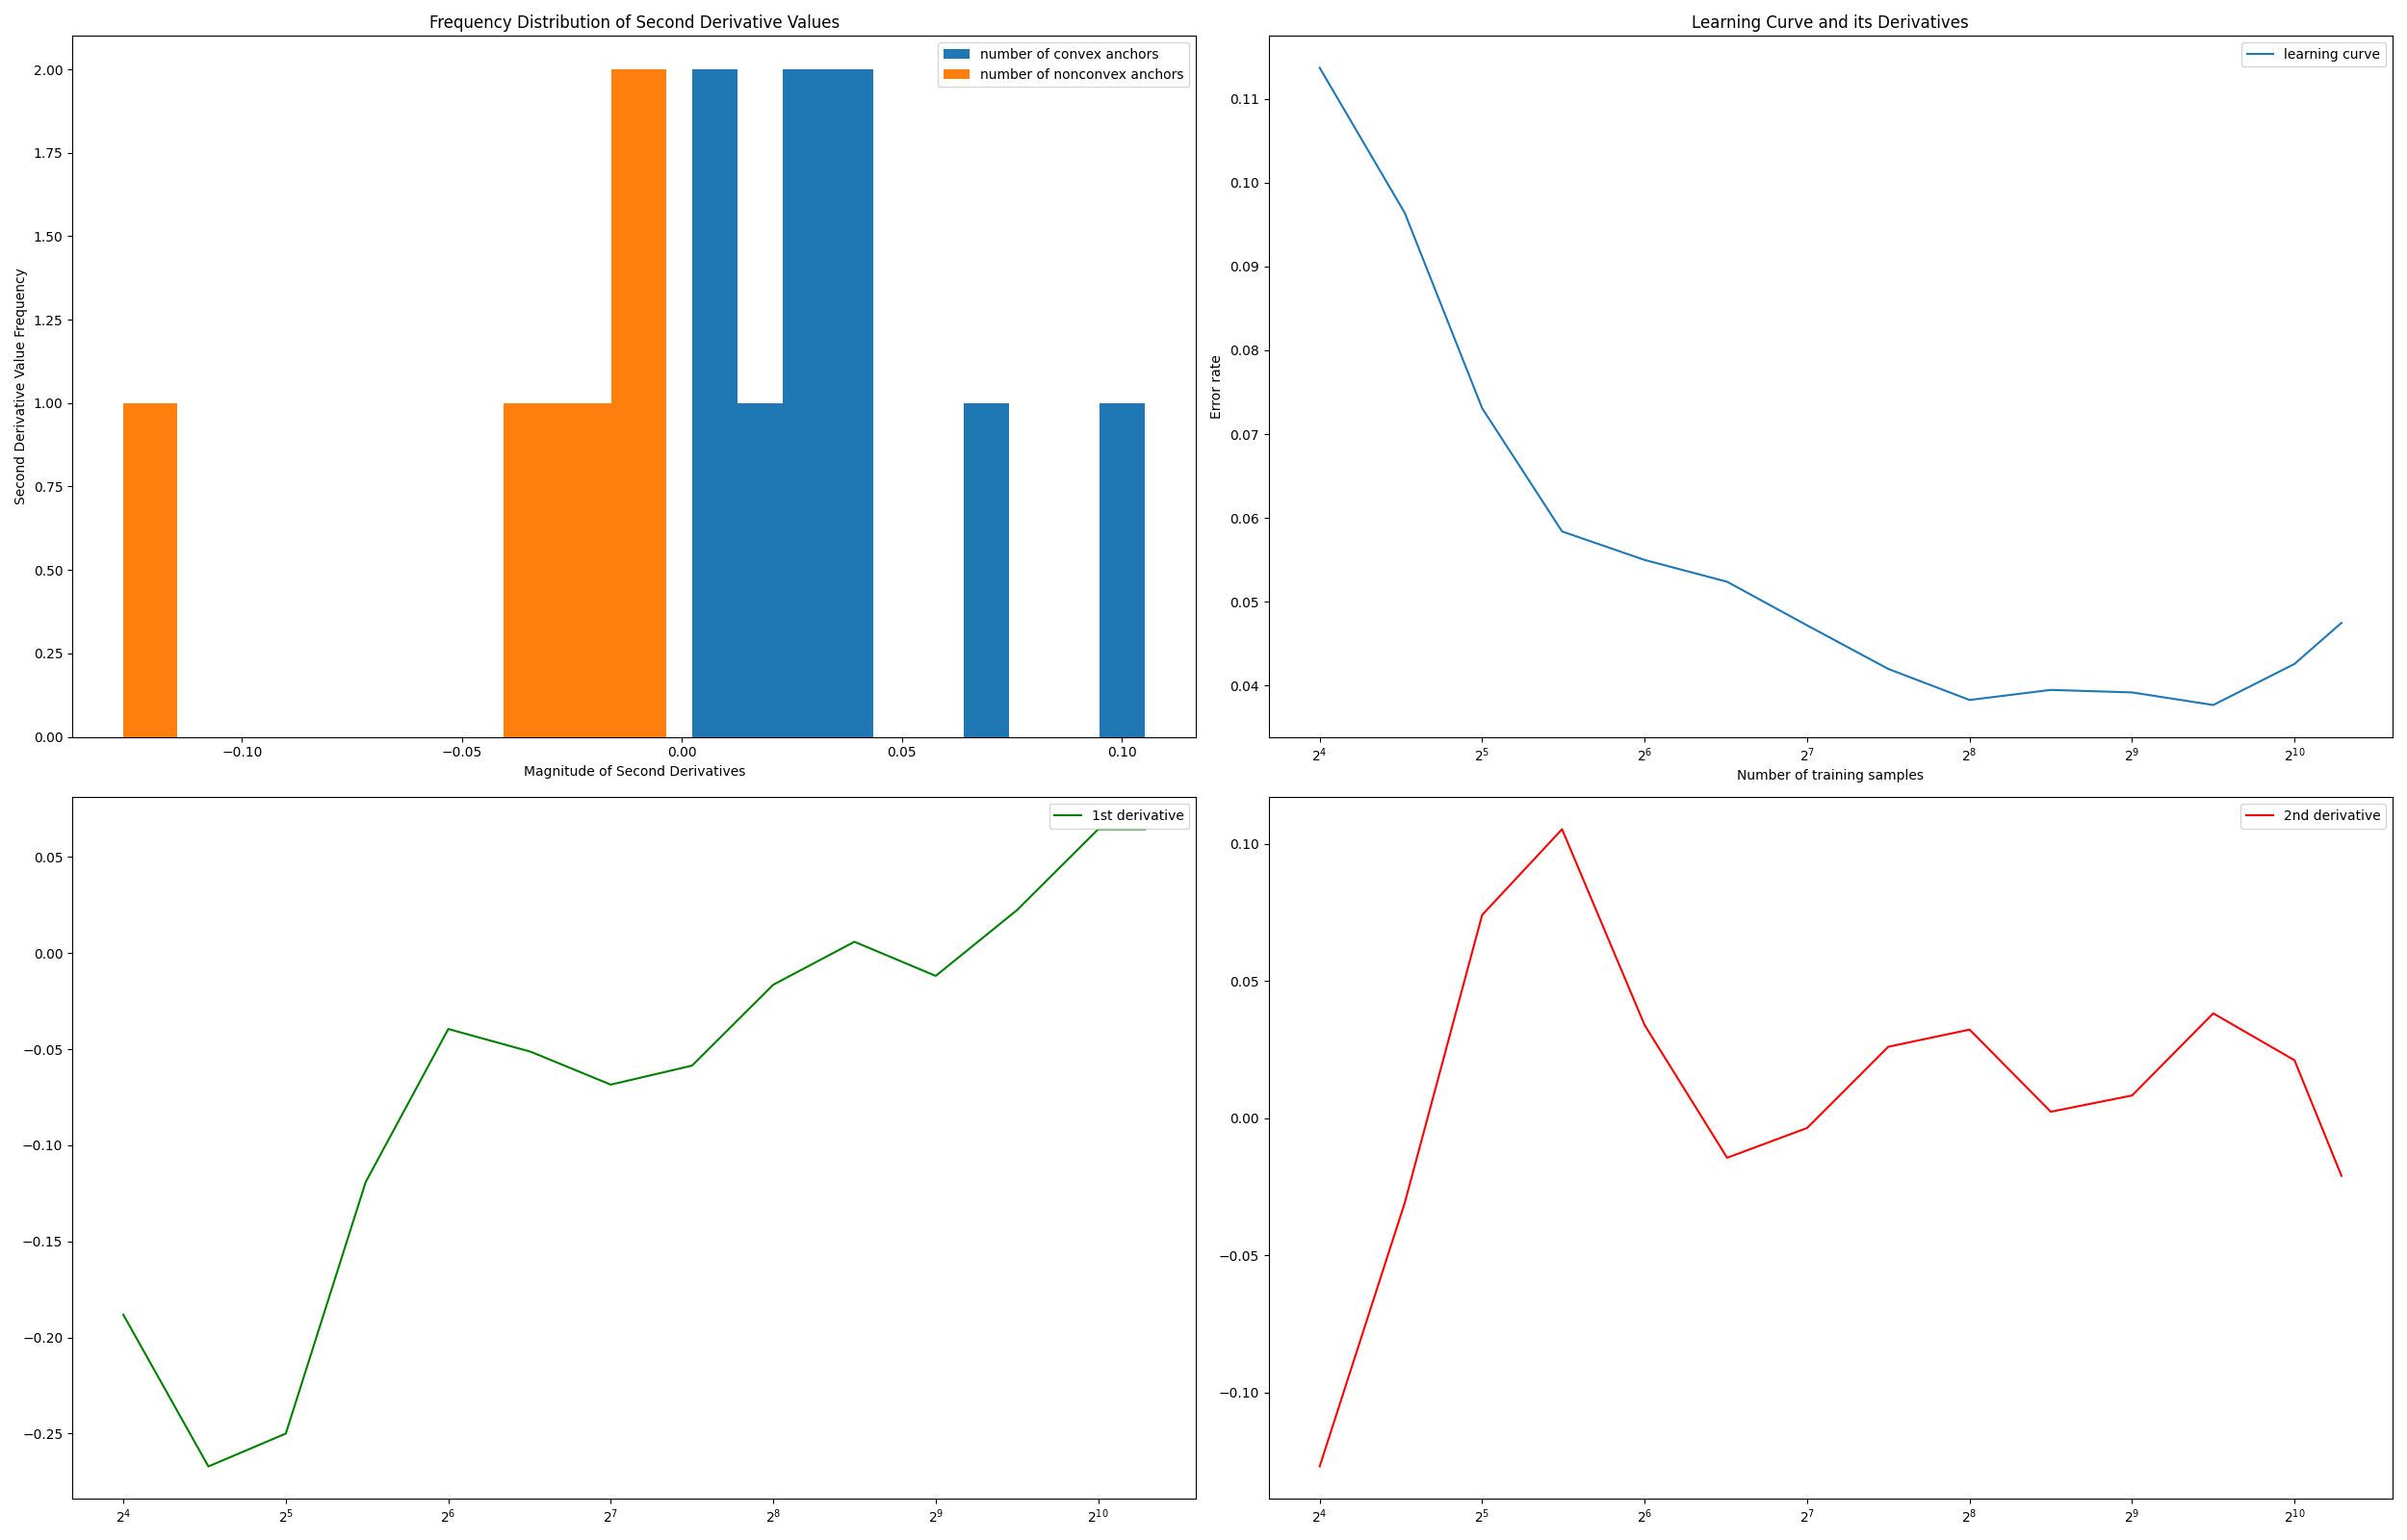 Frequency Distribution of Second Derivative Values
number of convex anchors
number of nonconvex anchors
2.00
1.75
1.50
1.25
1.00
0.75
0.50
0.25
0.00
Second Derivative Value Frequency
−0.10 −0.05 0.00 0.05 0.10
Magnitude of Second Derivatives
Learning Curve and its Derivatives
learning curve
0.11
0.10
0.09
0.08
0.07
0.06
0.05
0.04
Error rate
2⁴ 2⁵ 2⁶ 2⁷ 2⁸ 2⁹ 2¹⁰
Number of training samples
1st derivative
0.05
0.00
−0.05
−0.10
−0.15
−0.20
−0.25
2⁴ 2⁵ 2⁶ 2⁷ 2⁸ 2⁹ 2¹⁰
2nd derivative
0.10
0.05
0.00
−0.05
−0.10
2⁴ 2⁵ 2⁶ 2⁷ 2⁸ 2⁹ 2¹⁰